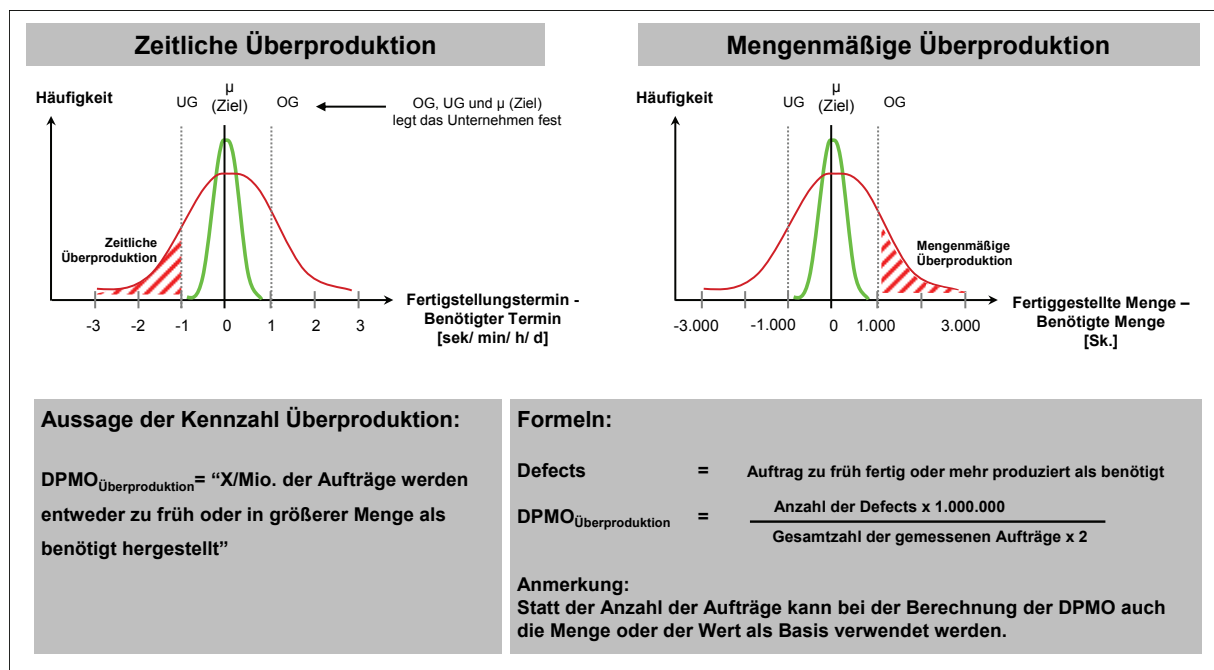 Zeitliche Überproduktion
Häufigkeit
UG
µ
(Ziel)
OG
OG, UG und µ (Ziel)
legt das Unternehmen fest
Zeitliche
Überproduktion
-3 -2 -1 0 1 2 3
Fertigstellungstermin -
Benötigter Termin
[sek/ min/ h/ d]
Mengenmäßige Überproduktion
Häufigkeit
UG
µ
(Ziel)
OG
Mengenmäßige
Überproduktion
-3.000 -1.000 0 1.000 3.000
Fertiggestellte Menge –
Benötigte Menge
[Sk.]
Aussage der Kennzahl Überproduktion:
DPMOÜberproduktion= “X/Mio. der Aufträge werden
entweder zu früh oder in größerer Menge als
benötigt hergestellt”
Formeln:
Defects = Auftrag zu früh fertig oder mehr produziert als benötigt
DPMOÜberproduktion = Anzahl der Defects x 1.000.000
Gesamtzahl der gemessenen Aufträge x 2
Anmerkung:
Statt der Anzahl der Aufträge kann bei der Berechnung der DPMO auch
die Menge oder der Wert als Basis verwendet werden.